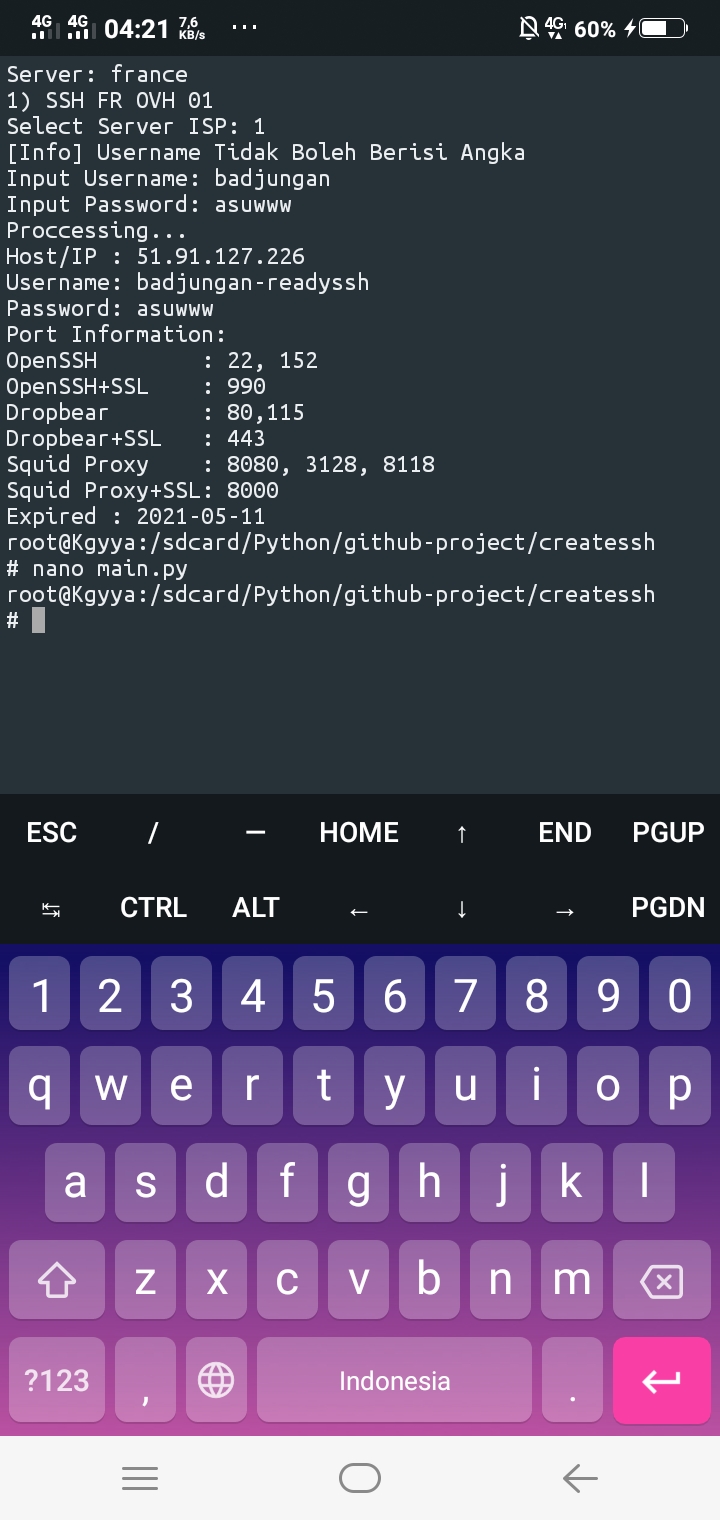 4G 4G 04:21 7,6 KB/s ... 4G 60%
Server: france
1) SSH FR OVH 01
Select Server ISP: 1
[Info] Username Tidak Boleh Berisi Angka
Input Username: badjungan
Input Password: asuwww
Proccessing...
Host/IP : 51.91.127.226
Username: badjungan-readyssh
Password: asuwww
Port Information:
OpenSSH : 22, 152
OpenSSH+SSL : 990
Dropbear : 80,115
Dropbear+SSL : 443
Squid Proxy : 8080, 3128, 8118
Squid Proxy+SSL: 8000
Expired : 2021-05-11
root@Kgyya:/sdcard/Python/github-project/createssh
# nano main.py
root@Kgyya:/sdcard/Python/github-project/createssh
#
ESC / — HOME ↑ END PGUP
↹ CTRL ALT ← ↓ → PGDN
1 2 3 4 5 6 7 8 9 0
q w e r t y u i o p
a s d f g h j k l
z x c v b n m
?123 , Indonesia .